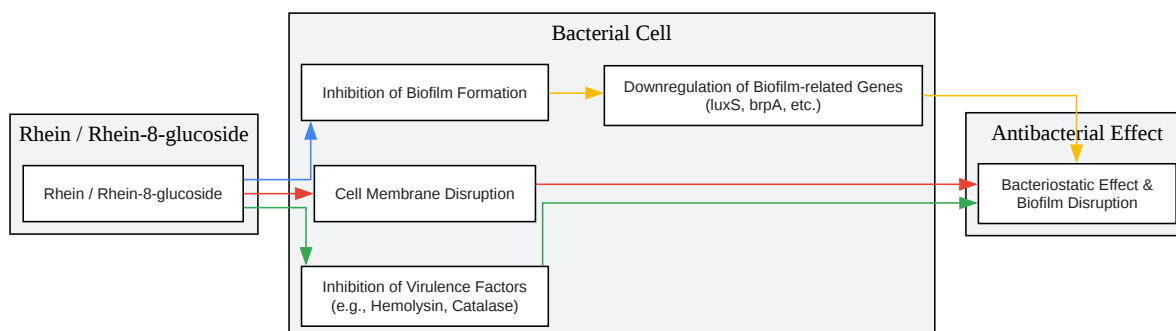 Bacterial Cell
Inhibition of Biofilm Formation
Downregulation of Biofilm-related Genes
(luxS, brpA, etc.)
Rhein / Rhein-8-glucoside
Rhein / Rhein-8-glucoside
Cell Membrane Disruption
Antibacterial Effect
Bacteriostatic Effect &
Biofilm Disruption
Inhibition of Virulence Factors
(e.g., Hemolysin, Catalase)